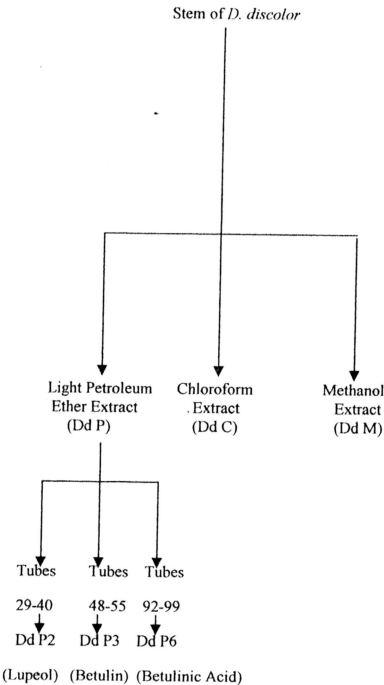 Stem of D. discolor
Light Petroleum
Ether Extract
(Dd P)
Chloroform
Extract
(Dd C)
Methanol
Extract
(Dd M)
Tubes
29-40
Dd P2
(Lupeol)
Tubes
48-55
Dd P3
(Betulin)
Tubes
92-99
Dd P6
(Betulinic Acid)